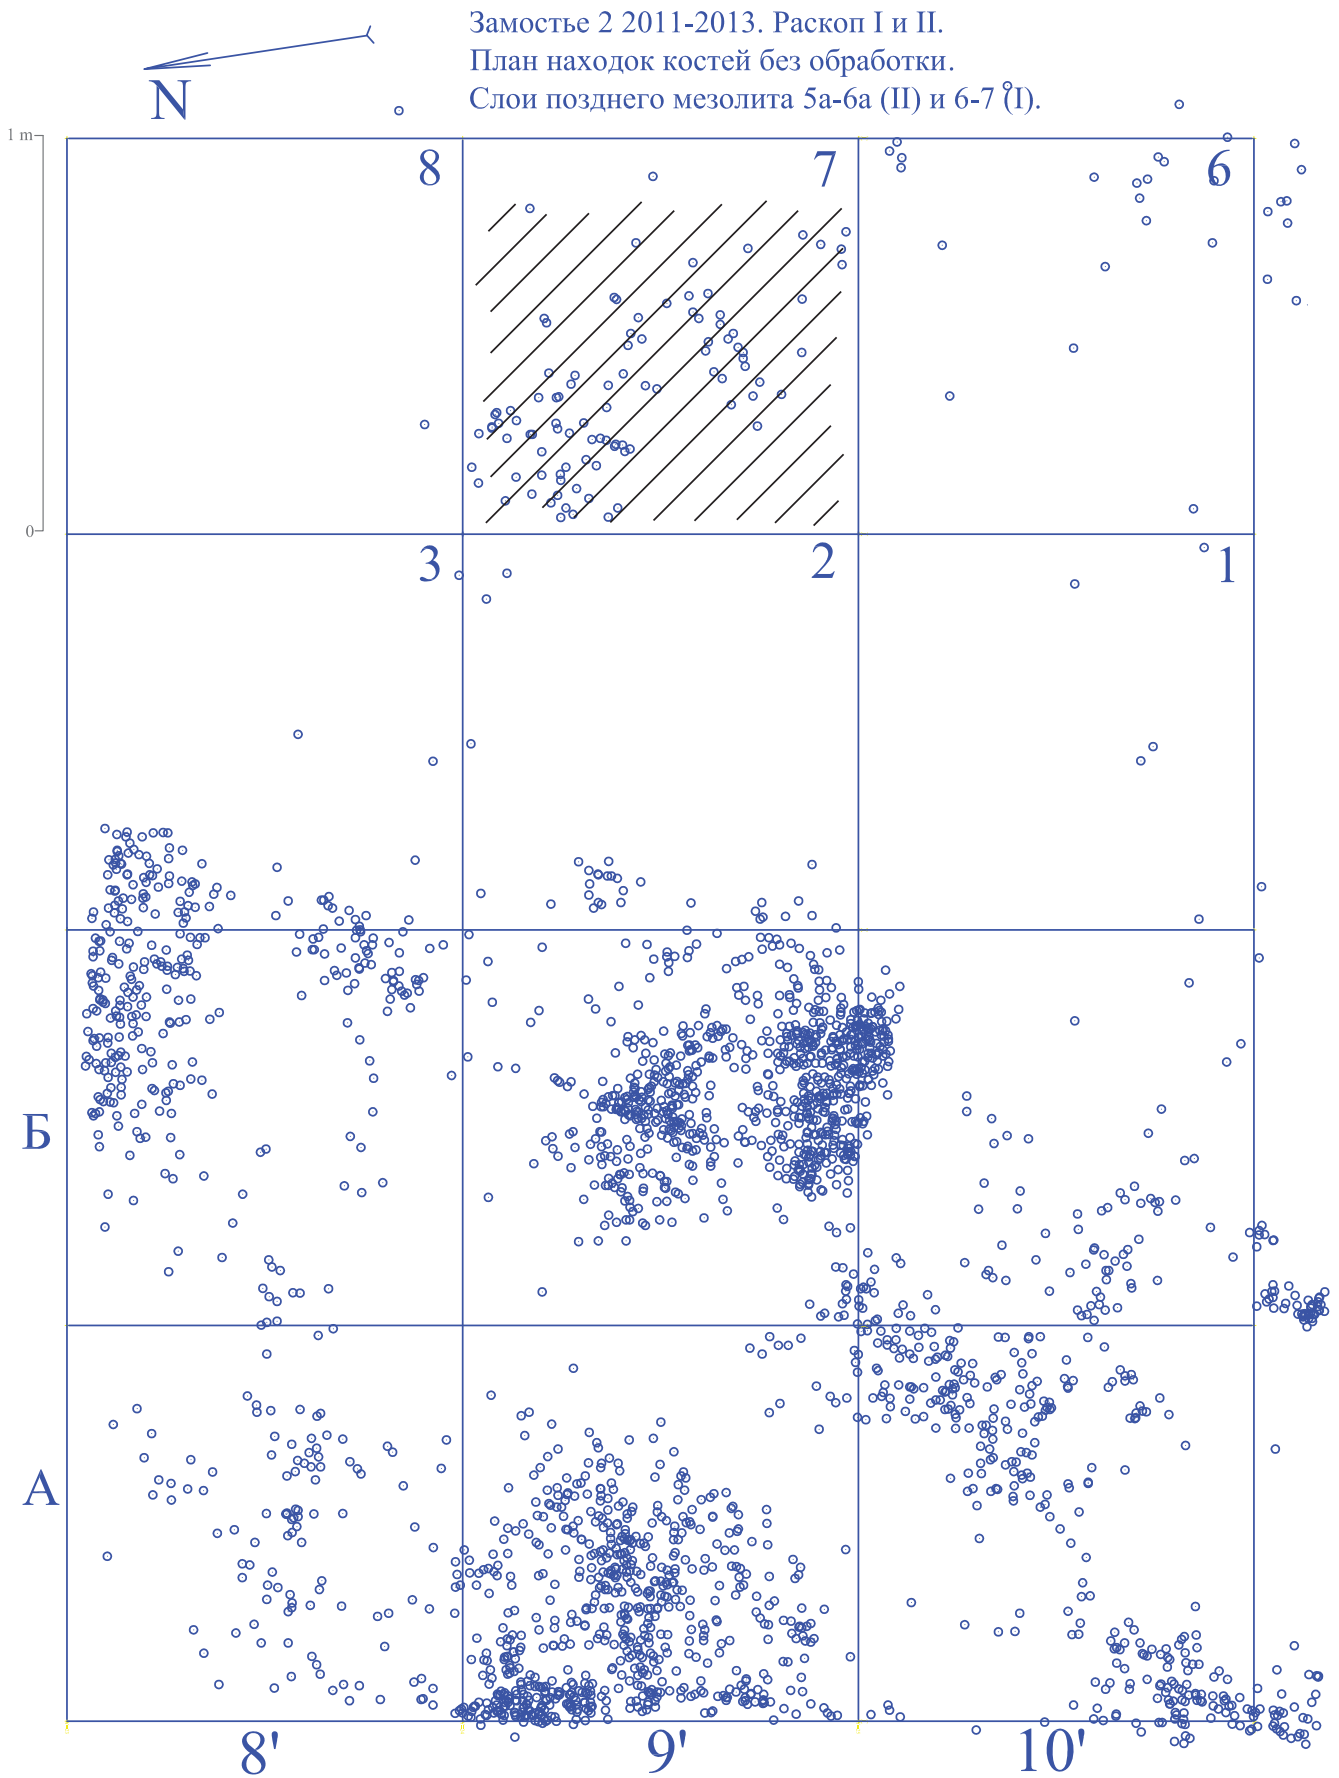 Замостье 2 2011-2013. Раскоп I и II.
План находок костей без обработки.
Слои позднего мезолита 5а-6а (II) и 6-7 (I).
N
1 m
8
7
6
0
3
2
1
Б
А
8'
9'
10'